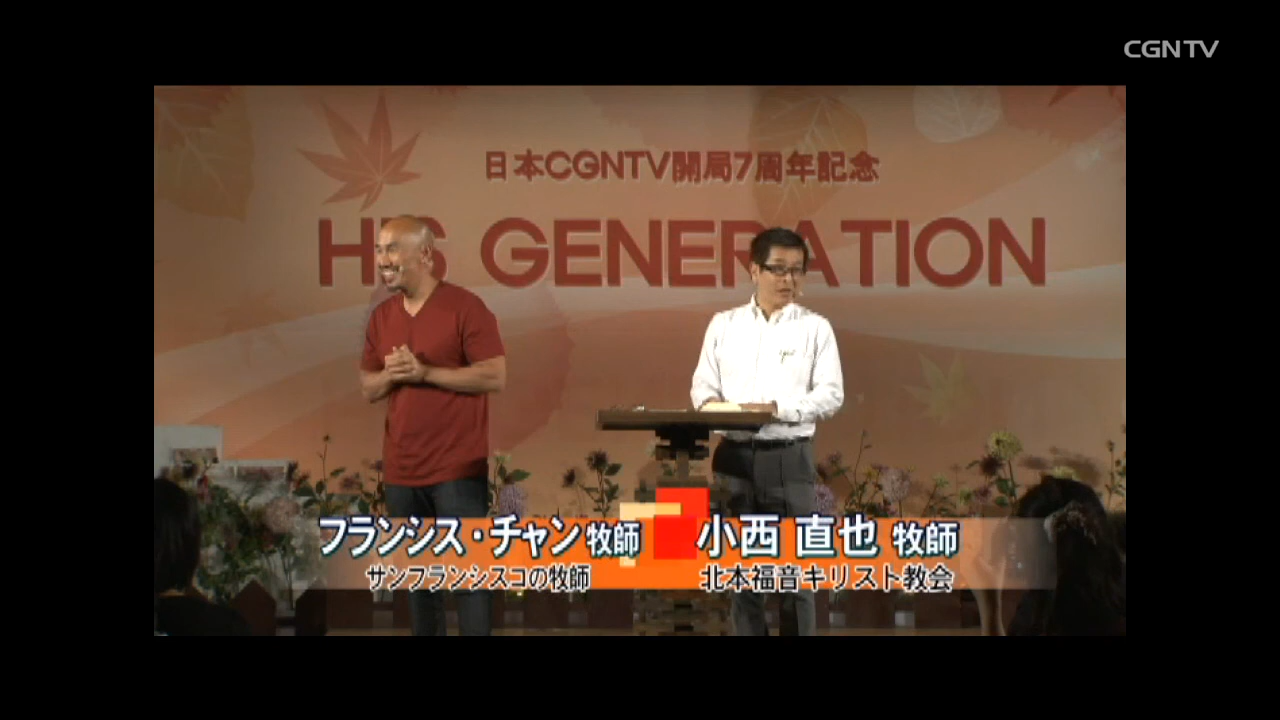 CGNTV
日本CGNTV開局7周年記念
HIS GENERATION
フランシス・チャン牧師
サンフランシスコの牧師
小西 直也 牧師
北本福音キリスト教会